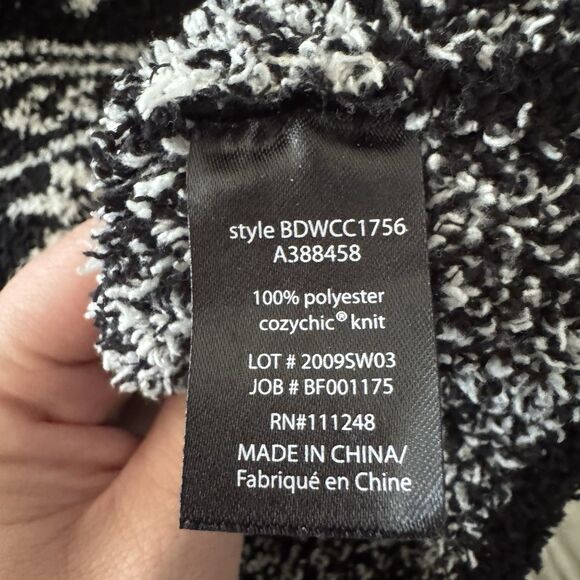 style BDWCC1756
A388458
100% polyester
cozychic® knit
LOT # 2009SW03
JOB # BF001175
RN#111248
MADE IN CHINA/
Fabriqué en Chine